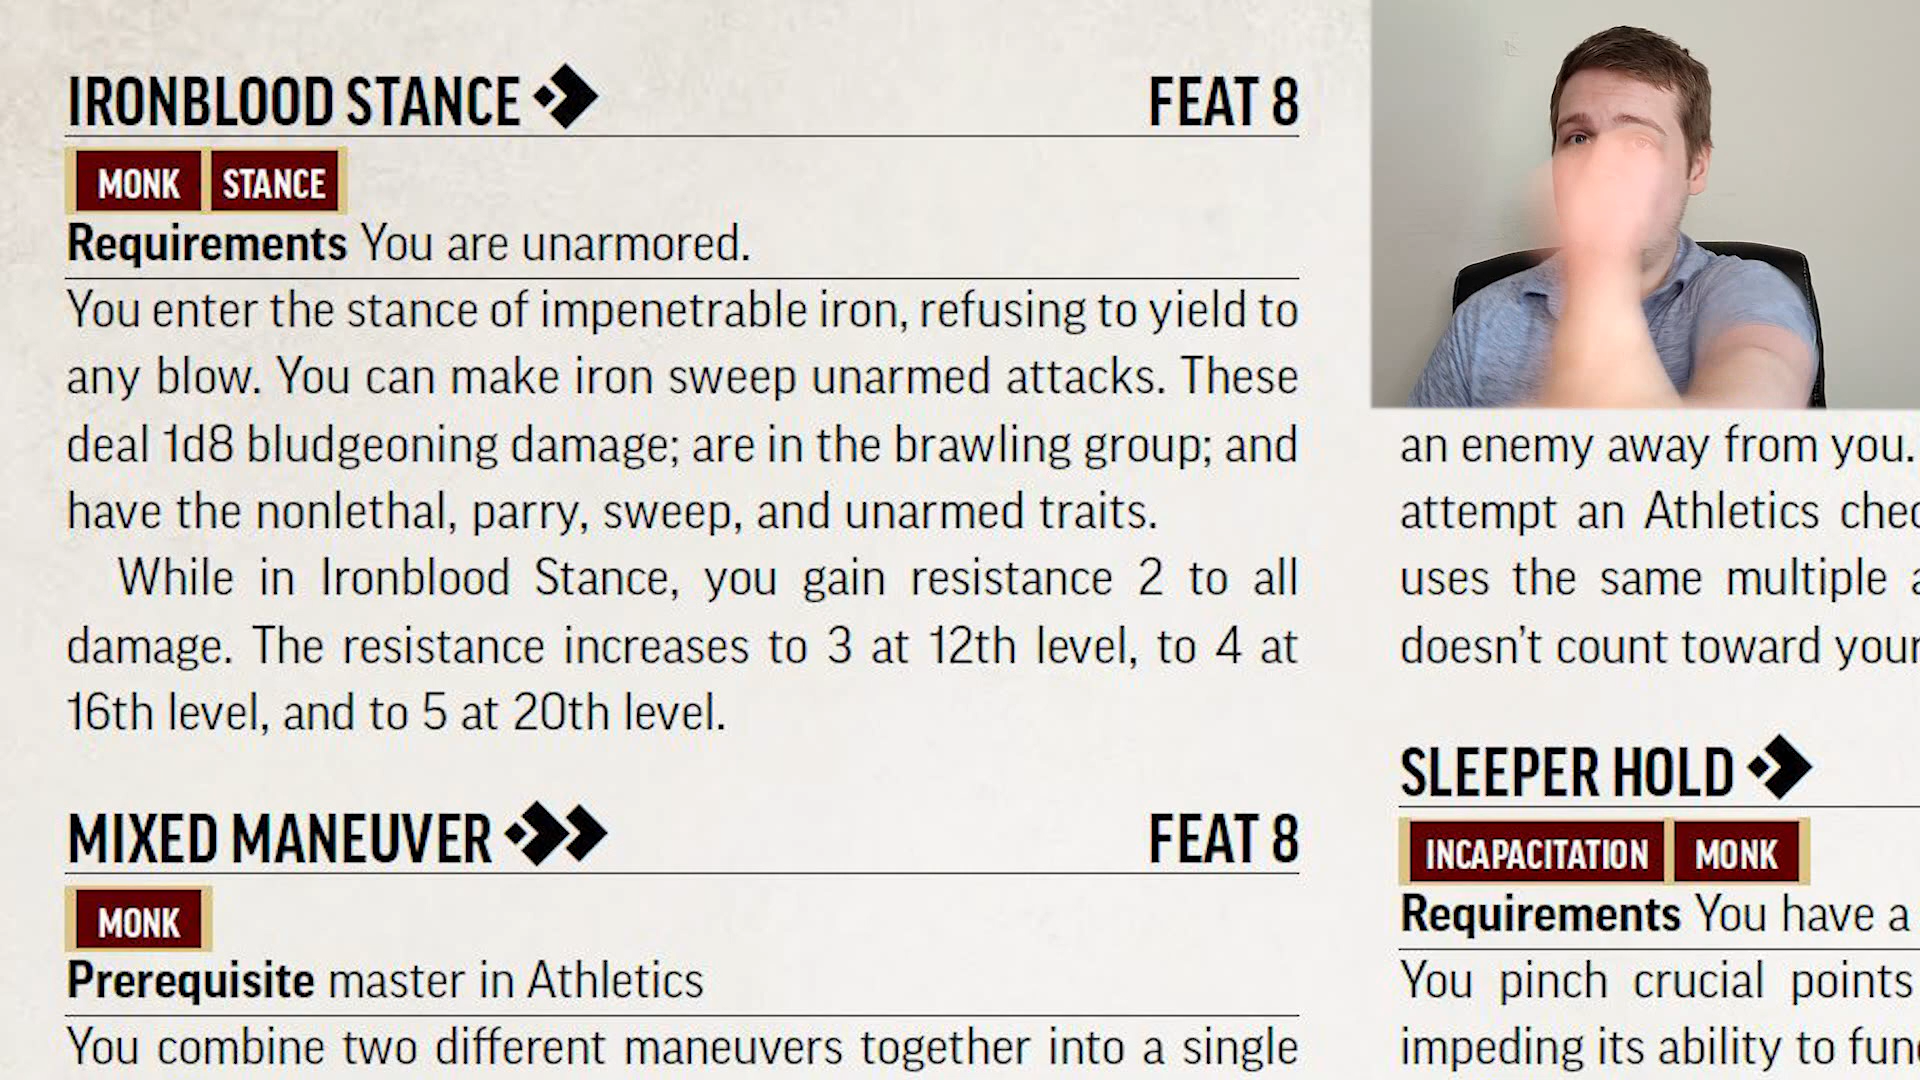 IRONBLOOD STANCE FEAT 8
MONK STANCE
Requirements You are unarmored.
You enter the stance of impenetrable iron, refusing to yield to
any blow. You can make iron sweep unarmed attacks. These
deal 1d8 bludgeoning damage; are in the brawling group; and
have the nonlethal, parry, sweep, and unarmed traits.
While in Ironblood Stance, you gain resistance 2 to all
damage. The resistance increases to 3 at 12th level, to 4 at
16th level, and to 5 at 20th level.
MIXED MANEUVER FEAT 8
MONK
Prerequisite master in Athletics
You combine two different maneuvers together into a single
an enemy away from you.
attempt an Athletics
uses the same multiple
doesn't count toward your
SLEEPER HOLD
INCAPACITATION MONK
Requirements You have a
You pinch crucial points
impeding its ability to